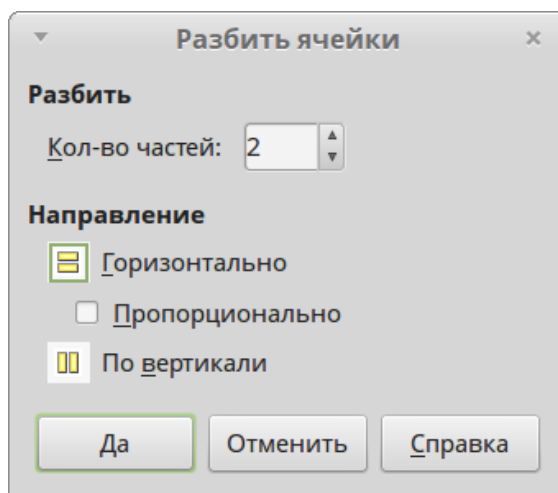 Разбить ячейки
Разбить
Кол-во частей: 2
Направление
Горизонтально
Пропорционально
По вертикали
Да Отменить Справка